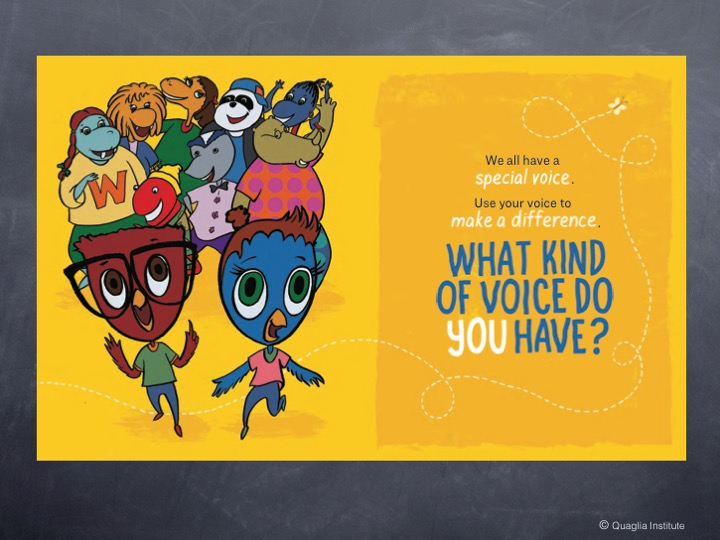 W
We all have a
special voice.
Use your voice to
make a difference.
WHAT KIND
OF VOICE DO
YOU HAVE?
© Quaglia Institute